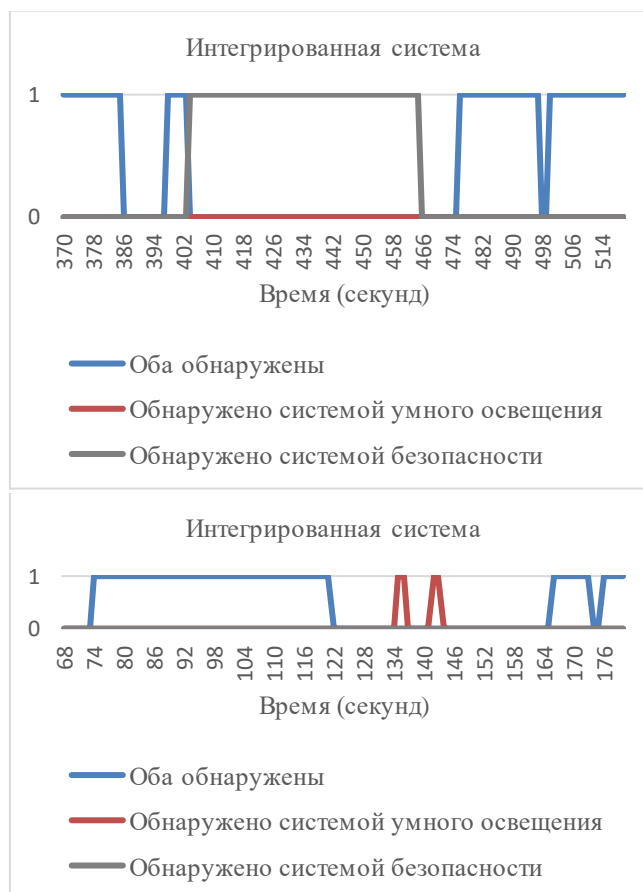 Интегрированная система
1
0
370 378 386 394 402 410 418 426 434 442 450 458 466 474 482 490 498 506 514
Время (секунд)
Оба обнаружены
Обнаружено системой умного освещения
Обнаружено системой безопасности
Интегрированная система
1
0
68 74 80 86 92 98 104 110 116 122 128 134 140 146 152 158 164 170 176
Время (секунд)
Оба обнаружены
Обнаружено системой умного освещения
Обнаружено системой безопасности